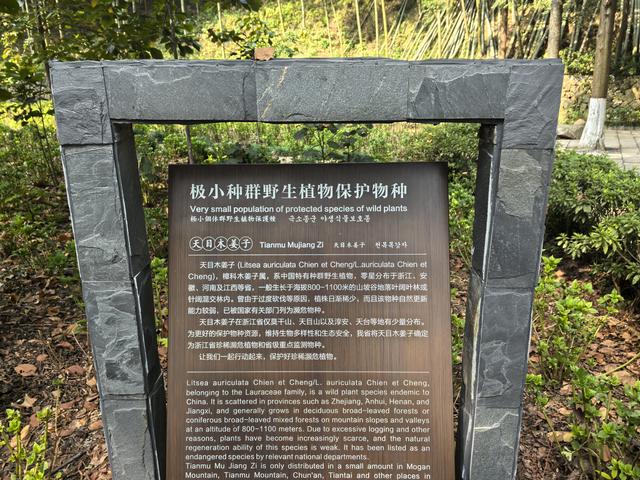 极小种群野生植物保护物种
Very small population of protected species of wild plants
極小個体群野生植物保護種 극소종군 야생식물보호종
天目木姜子 Tianmu Mujiang Zi 天目木姜子 천목목강자
天目木姜子 (Litsea auriculata Chien et Cheng/L.auriculata Chien et
Cheng)，樟科木姜子属，系中国特有种群野生植物，零星分布于浙江、安
徽、河南及江西等省，一般生长于海拔800-1100米的山坡谷地落叶阔叶林或
针阔混交林内。曾由于过度砍伐等原因，植株日渐稀少，而且该物种自然更新
能力较弱，已被国家有关部门列为濒危物种。
天目木姜子在浙江省仅莫干山、天目山以及淳安、天台等地有少量分布。
为更好的保护物种资源，维持生物多样性和生态安全，我省将天目木姜子确定
为浙江省珍稀濒危植物和省级重点监测物种。
让我们一起行动起来，保护好珍稀濒危植物。
Litsea auriculata Chien et Cheng/L. auriculata Chien et Cheng,
belonging to the Lauraceae family, is a wild plant species endemic to
China. It is scattered in provinces such as Zhejiang, Anhui, Henan, and
Jiangxi, and generally grows in deciduous broad-leaved forests or
coniferous broad-leaved mixed forests on mountain slopes and valleys
at an altitude of 800-1100 meters. Due to excessive logging and other
reasons, plants have become increasingly scarce, and the natural
regeneration ability of this species is weak. It has been listed as an
endangered species by relevant national departments.
Tianmu Mu Jiang Zi is only distributed in a small amount in Mogan
Mountain, Tianmu Mountain, Chun'an, Tiantai and other places in